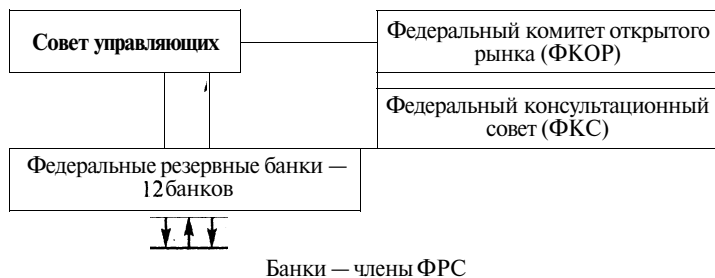 Совет управляющих
Федеральный комитет открытого
рынка (ФКОР)
Федеральный консультационный
совет (ФКС)
Федеральные резервные банки —
12банков
Банки — члены ФРС